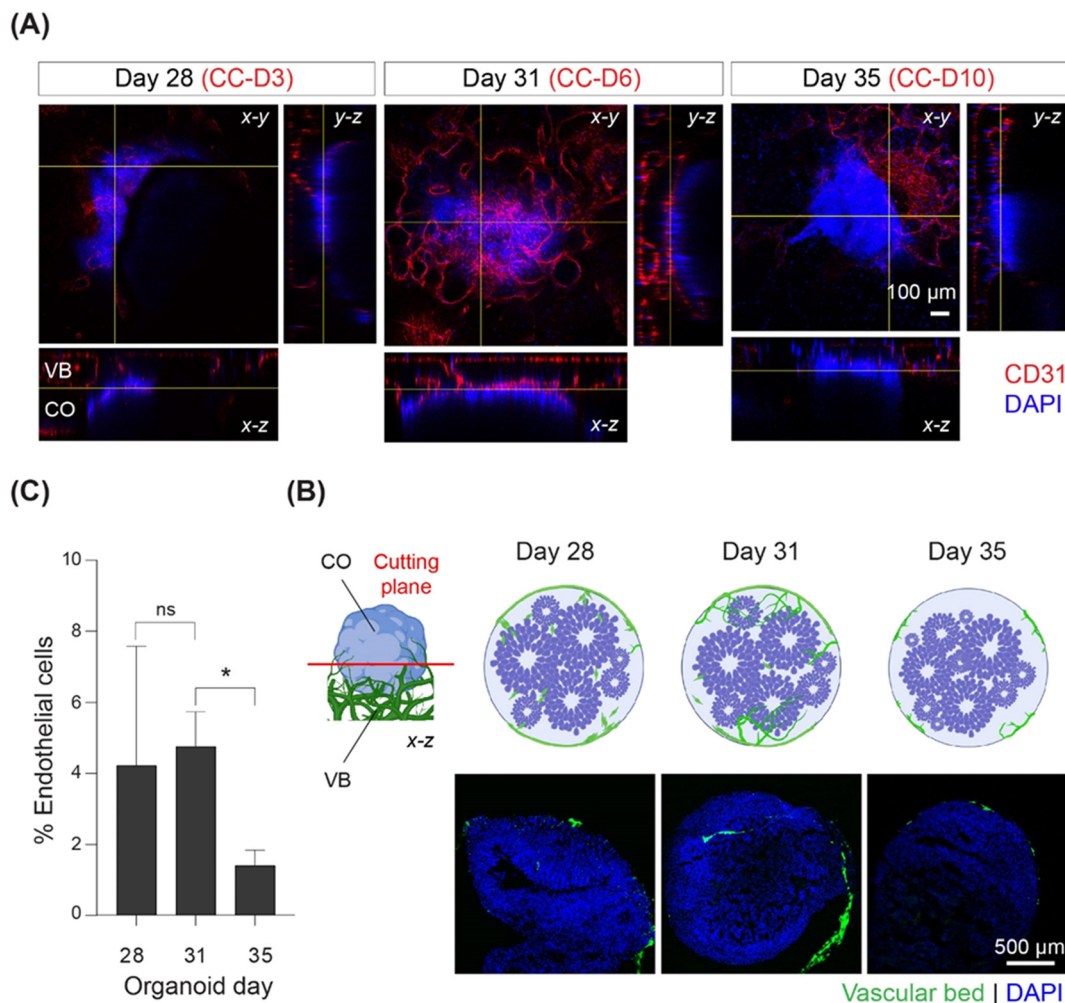 (A)
Day 28 (CC-D3)
Day 31 (CC-D6)
Day 35 (CC-D10)
x-y
y-z
x-y
y-z
x-y
y-z
100 µm
VB
CO
x-z
x-z
x-z
CD31
DAPI
(C)
10
8
6
4
2
0
% Endothelial cells
ns
*
28
31
35
Organoid day
(B)
CO
Cutting
plane
x-z
VB
Day 28
Day 31
Day 35
500 µm
Vascular bed | DAPI